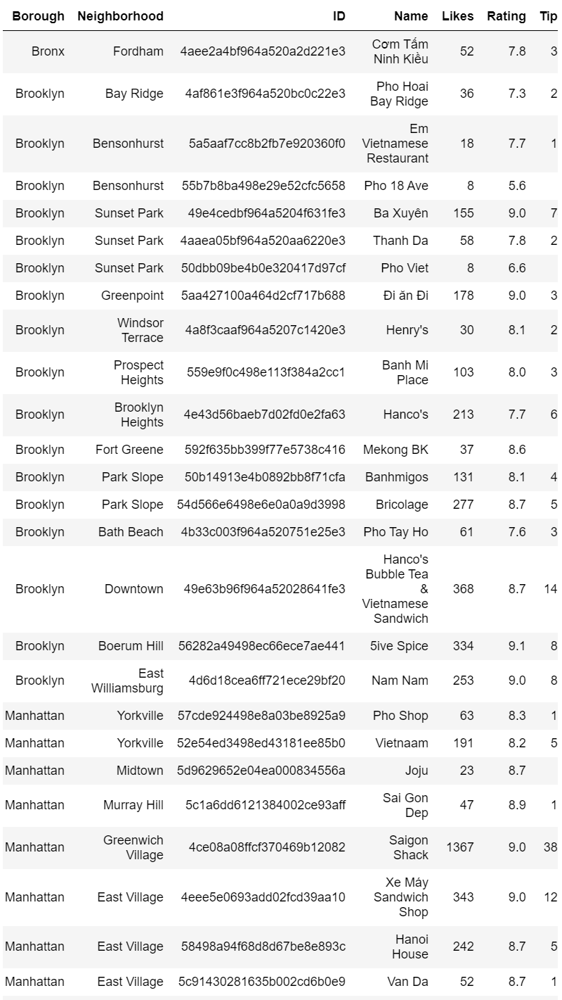 Borough Neighborhood ID Name Likes Rating Tip
Bronx Fordham 4aee2a4bf964a520a2d221e3 Cơm Tấm Ninh Kiều 52 7.8 3
Brooklyn Bay Ridge 4af861e3f964a520bc0c22e3 Pho Hoai Bay Ridge 36 7.3 2
Brooklyn Bensonhurst 5a5aaf7cc8b2fb7e920360f0 Em Vietnamese Restaurant 18 7.7 1
Brooklyn Bensonhurst 55b7b8ba498e29e52cfc5658 Pho 18 Ave 8 5.6
Brooklyn Sunset Park 49e4cedbf964a5204f631fe3 Ba Xuyên 155 9.0 7
Brooklyn Sunset Park 4aaea05bf964a520aa6220e3 Thanh Da 58 7.8 2
Brooklyn Sunset Park 50dbb09be4b0e320417d97cf Pho Viet 8 6.6
Brooklyn Greenpoint 5aa427100a464d2cf717b688 Đi ăn Đi 178 9.0 3
Brooklyn Windsor Terrace 4a8f3caaf964a5207c1420e3 Henry's 30 8.1 2
Brooklyn Prospect Heights 559e9f0c498e113f384a2cc1 Banh Mi Place 103 8.0 3
Brooklyn Brooklyn Heights 4e43d56baeb7d02fd0e2fa63 Hanco's 213 7.7 6
Brooklyn Fort Greene 592f635bb399f77e5738c416 Mekong BK 37 8.6
Brooklyn Park Slope 50b14913e4b0892bb8f71cfa Banhmigos 131 8.1 4
Brooklyn Park Slope 54d566e6498e6e0a0a9d3998 Bricolage 277 8.7 5
Brooklyn Bath Beach 4b33c003f964a520751e25e3 Pho Tay Ho 61 7.6 3
Brooklyn Downtown 49e63b96f964a52028641fe3 Hanco's Bubble Tea & Vietnamese Sandwich 368 8.7 14
Brooklyn Boerum Hill 56282a49498ec66ece7ae441 5ive Spice 334 9.1 8
Brooklyn East Williamsburg 4d6d18cea6ff721ece29bf20 Nam Nam 253 9.0 8
Manhattan Yorkville 57cde924498e8a03be8925a9 Pho Shop 63 8.3 1
Manhattan Yorkville 52e54ed3498ed43181ee85b0 Vietnaam 191 8.2 5
Manhattan Midtown 5d9629652e04ea000834556a Joju 23 8.7
Manhattan Murray Hill 5c1a6dd6121384002ce93aff Sai Gon Dep 47 8.9 1
Manhattan Greenwich Village 4ce08a08ffcf370469b12082 Saigon Shack 1367 9.0 38
Manhattan East Village 4eee5e0693add02fcd39aa10 Xe Máy Sandwich Shop 343 9.0 12
Manhattan East Village 58498a94f68d8d67be8e893c Hanoi House 242 8.7 5
Manhattan East Village 5c91430281635b002cd6b0e9 Van Da 52 8.7 1